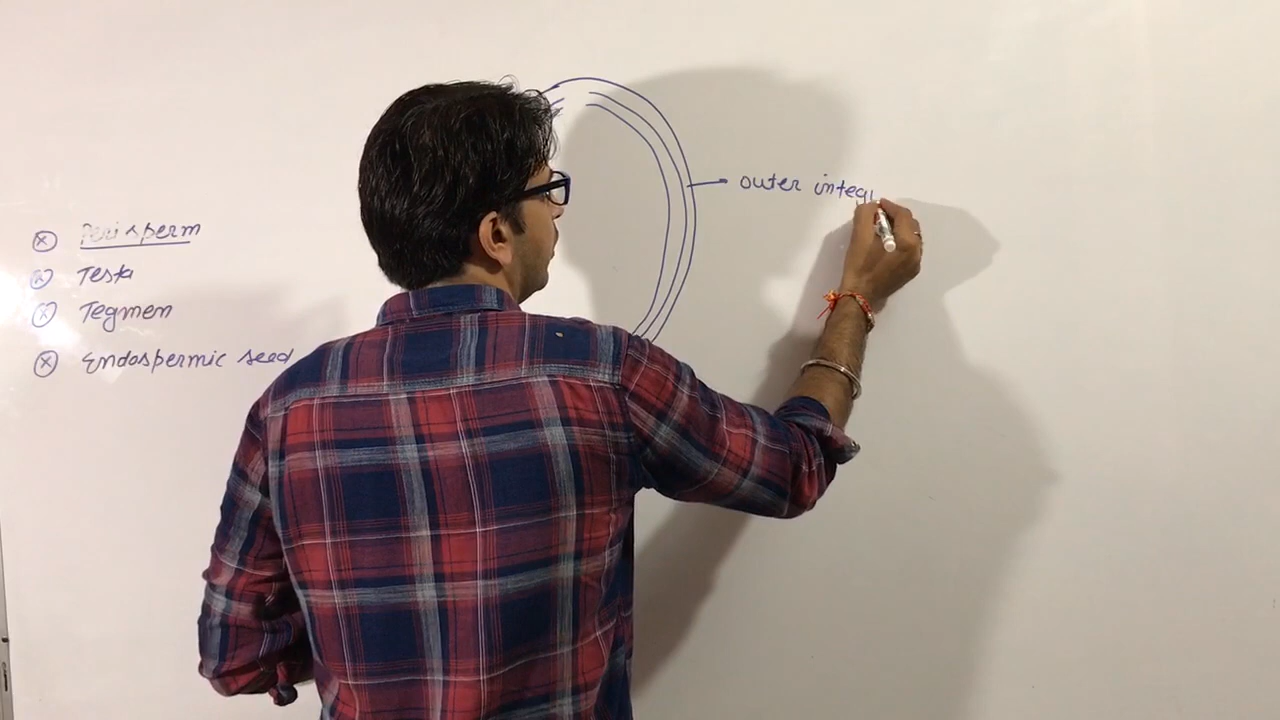 Perisperm
Testa
Tegmen
Endospermic seed
outer integu